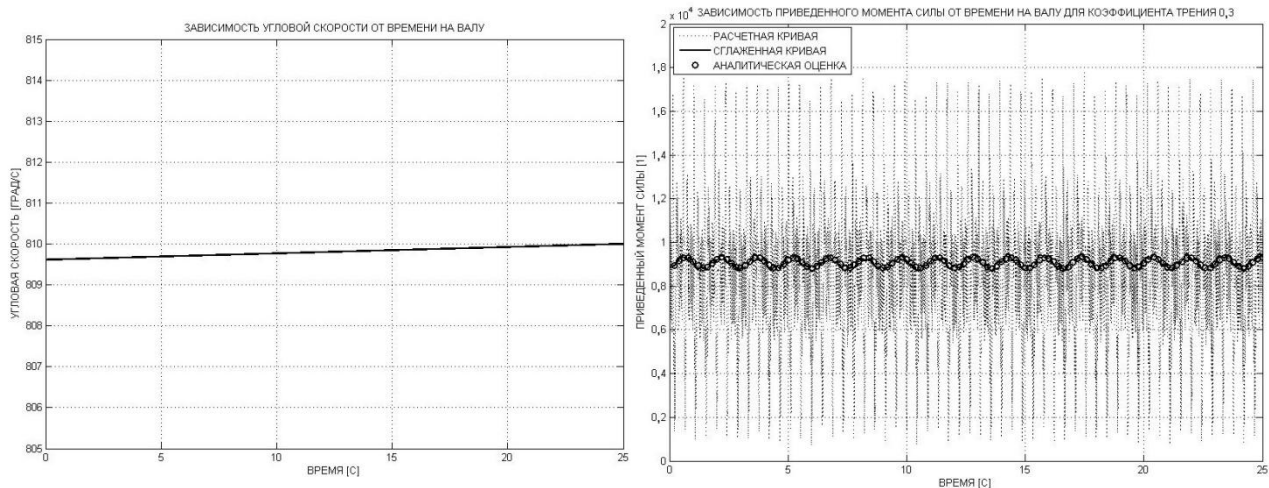 ЗАВИСИМОСТЬ УГЛОВОЙ СКОРОСТИ ОТ ВРЕМЕНИ НА ВАЛУ
815
814
813
812
811
810
809
808
807
806
805
0 5 10 15 20 25
УГЛОВАЯ СКОРОСТЬ [ГРАД/С]
ВРЕМЯ [С]
x 10⁴
ЗАВИСИМОСТЬ ПРИВЕДЕННОГО МОМЕНТА СИЛЫ ОТ ВРЕМЕНИ НА ВАЛУ ДЛЯ КОЭФФИЦИЕНТА ТРЕНИЯ 0,3
РАСЧЕТНАЯ КРИВАЯ
СГЛАЖЕННАЯ КРИВАЯ
АНАЛИТИЧЕСКАЯ ОЦЕНКА
2
1,8
1,6
1,4
1,2
1
0,8
0,6
0,4
0,2
0
0 5 10 15 20 25
ПРИВЕДЕННЫЙ МОМЕНТ СИЛЫ [1]
ВРЕМЯ [С]